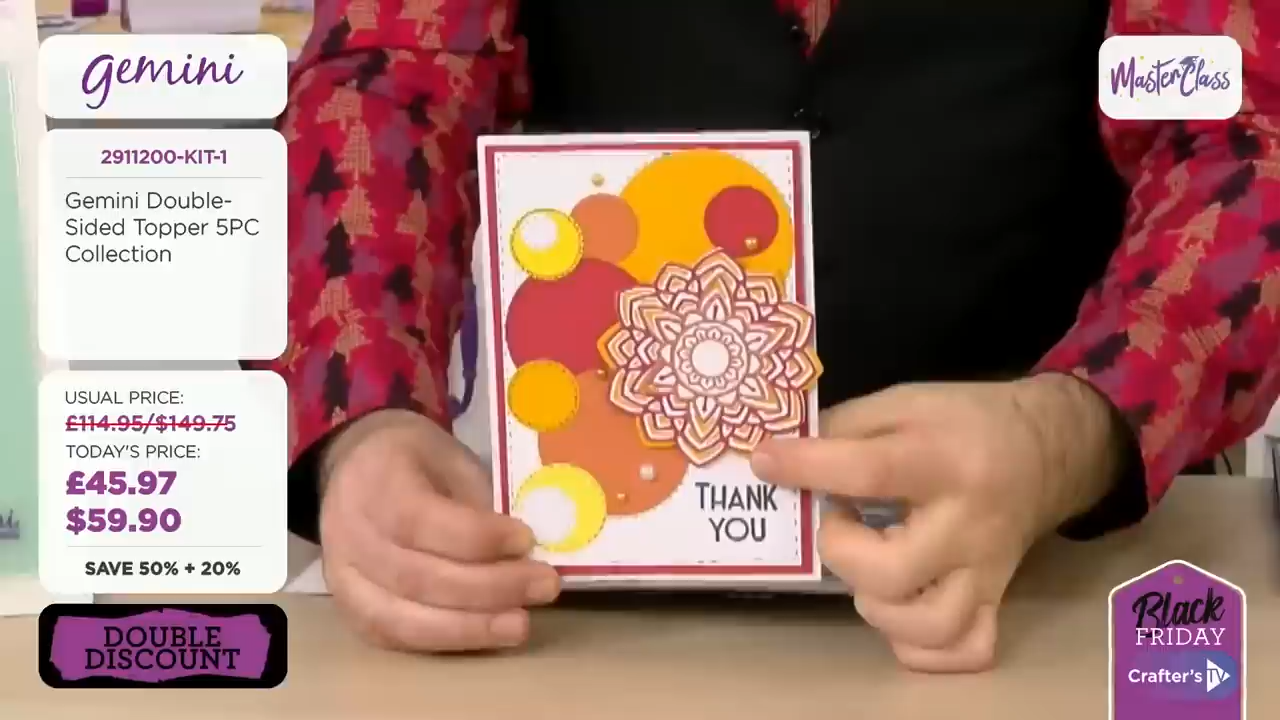 gemini
2911200-KIT-1
Gemini Double-
Sided Topper 5PC
Collection
USUAL PRICE:
£114.95/$149.75
TODAY'S PRICE:
£45.97
$59.90
SAVE 50% + 20%
DOUBLE
DISCOUNT
MasterClass
THANK
YOU
Black
FRIDAY
Crafter's TV